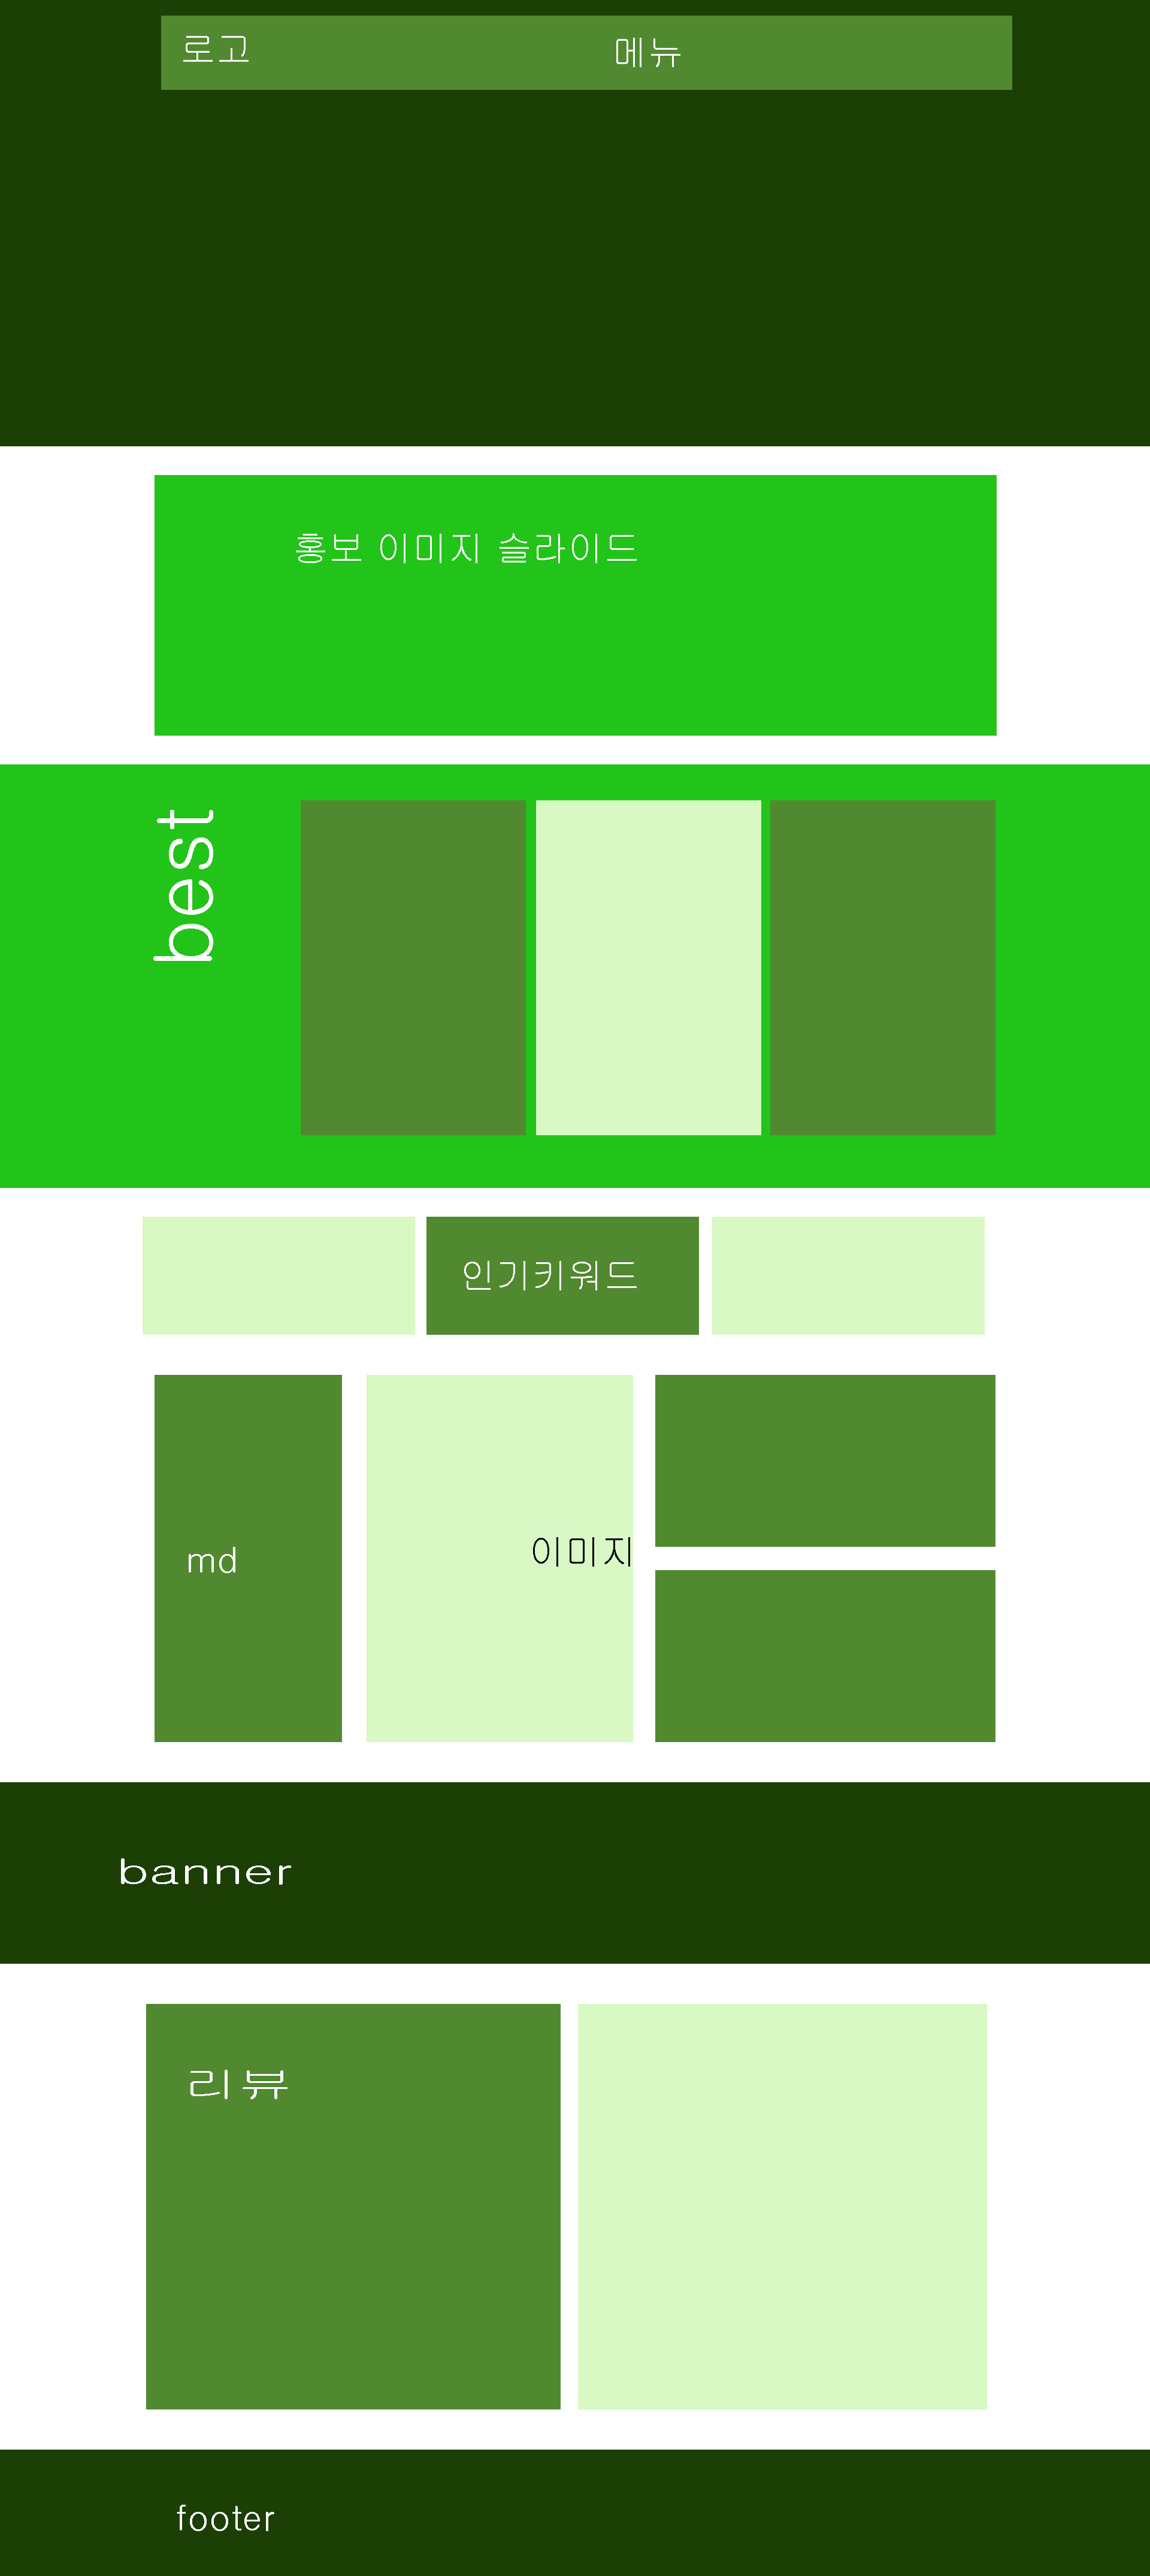 로고
메뉴
홍보 이미지 슬라이드
best
인기키워드
md
이미지
banner
리뷰
footer